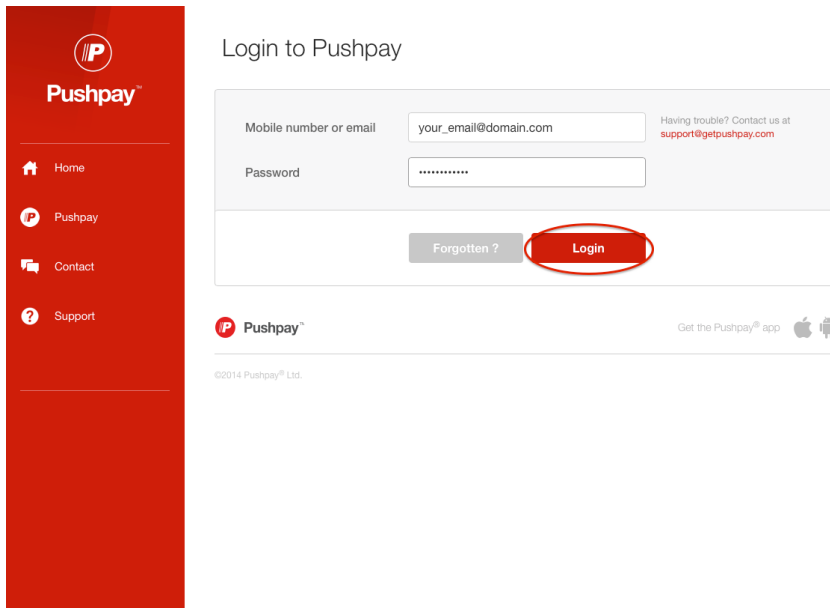 Pushpay™
Home
Pushpay
Contact
Support
Login to Pushpay
Mobile number or email
your_email@domain.com
Having trouble? Contact us at
support@getpushpay.com
Password
••••••••••••
Forgotten ?
Login
Pushpay™
Get the Pushpay® app
©2014 Pushpay® Ltd.